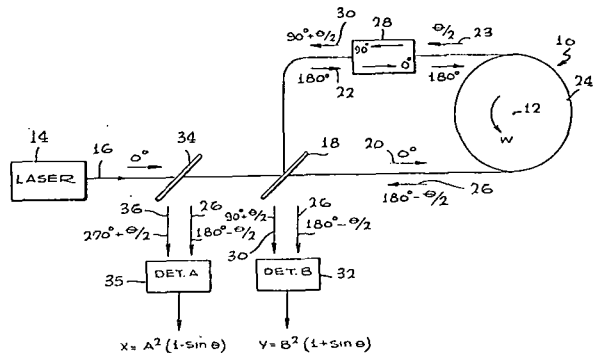 30
90°+θ/2
28
θ/2
23
10
90°
0°
180°
22
180°
24
12
W
14
LASER
16
0°
34
18
20
0°
26
180°-θ/2
36
26
270°+θ/2
180°-θ/2
90°+θ/2
26
180°-θ/2
30
35
DET. A
DET. B
32
X = A² (1-sin θ)
Y = B² (1+sin θ)